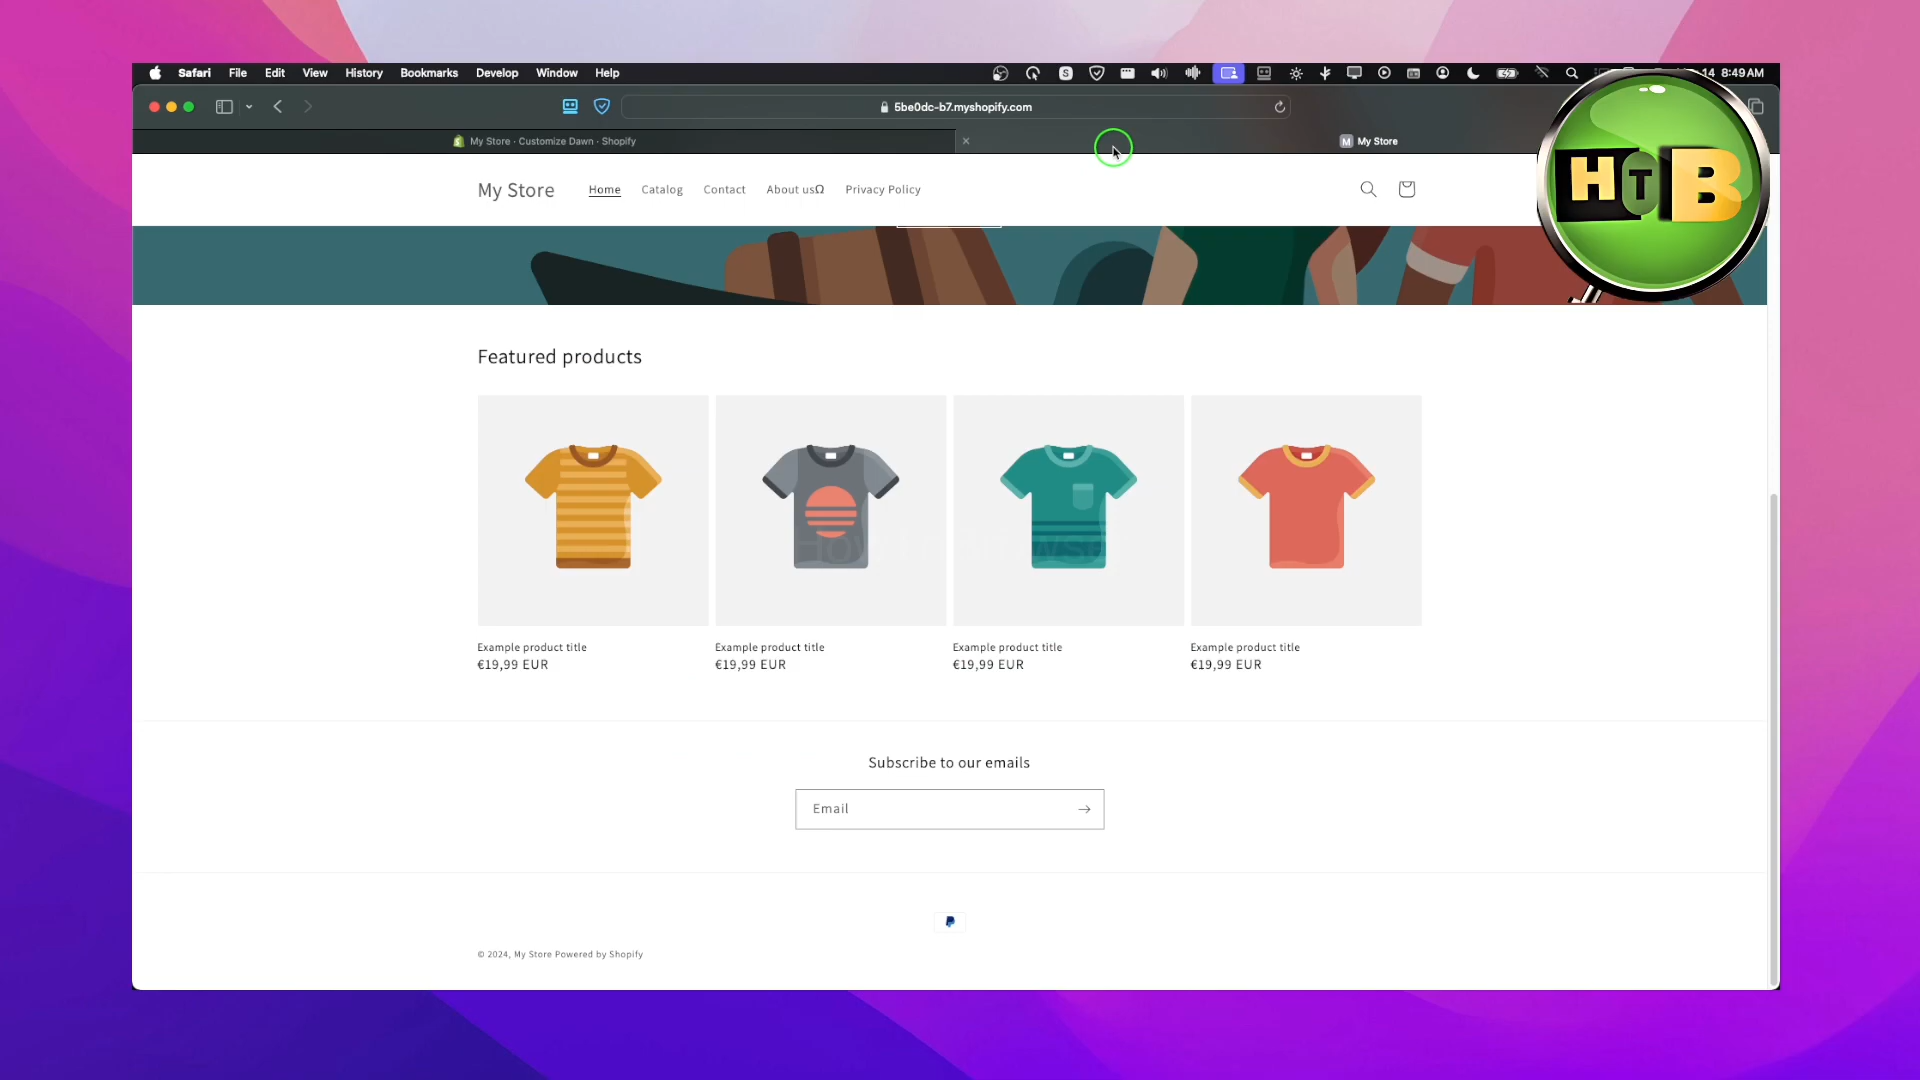 Safari File Edit View History Bookmarks Develop Window Help
14 8:49AM
5be0dc-b7.myshopify.com
My Store · Customize Dawn · Shopify
M My Store
HTB
My Store Home Catalog Contact About usΩ Privacy Policy
Featured products
Example product title
€19,99 EUR
Example product title
€19,99 EUR
Example product title
€19,99 EUR
Example product title
€19,99 EUR
Subscribe to our emails
Email
© 2024, My Store Powered by Shopify